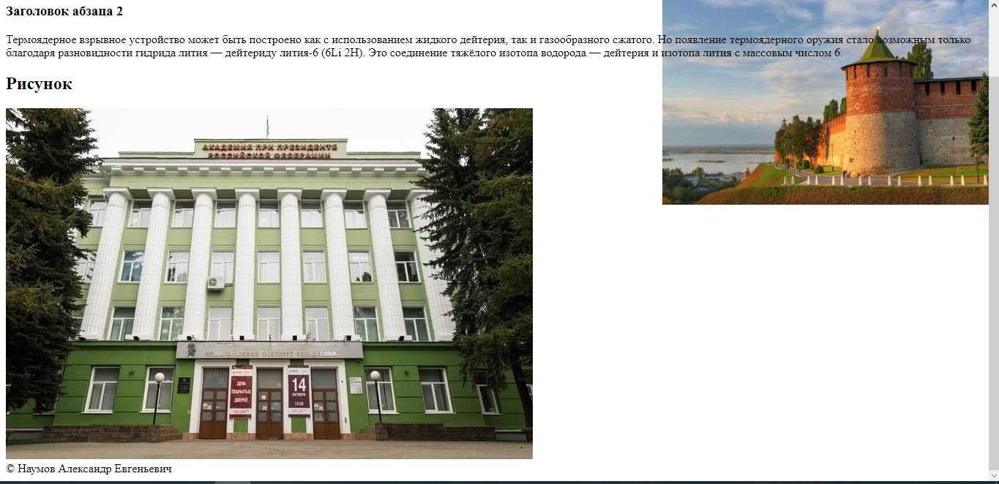 Заголовок абзаца 2
Термоядерное взрывное устройство может быть построено как с использованием жидкого дейтерия, так и газообразного сжатого. Но появление термоядерного оружия стало возможным только
благодаря разновидности гидрида лития — дейтериду лития-6 (6Li 2H). Это соединение тяжёлого изотопа водорода — дейтерия и изотопа лития с массовым числом 6.
Рисунок
АКАДЕМИЯ ПРИ ПРЕЗИДЕНТЕ
РОССИЙСКОЙ ФЕДЕРАЦИИ
НИЖЕГОРОДСКИЙ ИНСТИТУТ УПРАВЛЕНИЯ
ДЕНЬ
ОТКРЫТЫХ
ДВЕРЕЙ
14
ОКТЯБРЯ
12:00
© Наумов Александр Евгеньевич